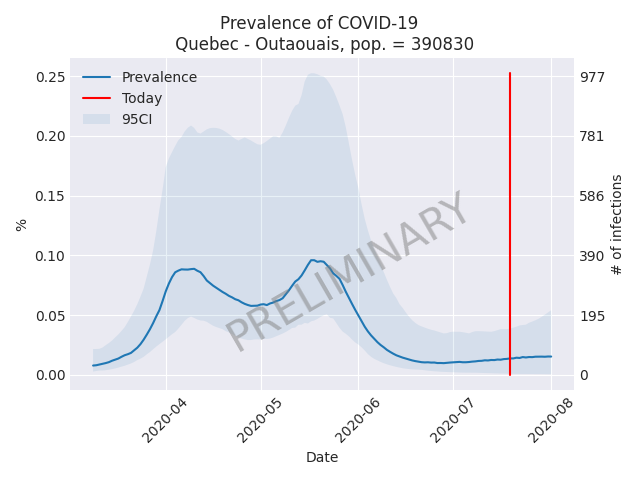 Prevalence of COVID-19
Quebec - Outaouais, pop. = 390830
Prevalence
Today
95CI
0.25
0.20
0.15
0.10
0.05
0.00
%
977
781
586
390
195
0
# of infections
PRELIMINARY
2020-04
2020-05
2020-06
2020-07
2020-08
Date